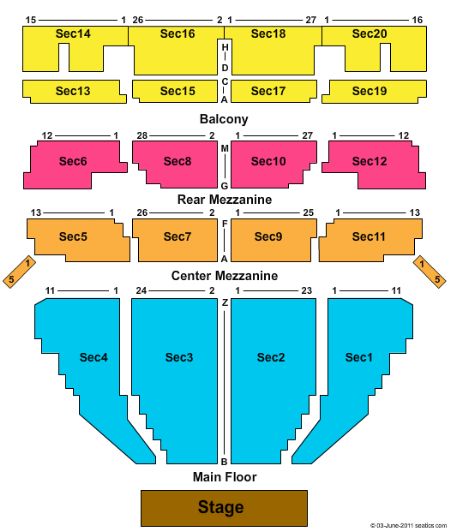 15 1 26 2 1 27 1 16
Sec14 Sec16 Sec18 Sec20
H
D
C
Sec13 Sec15 Sec17 Sec19
A
Balcony
12 1 28 2 1 27 1 12
M
Sec6 Sec8 Sec10 Sec12
G
Rear Mezzanine
13 1 26 2 1 25 1 13
F
Sec5 Sec7 Sec9 Sec11
A
1 1
5 5
Center Mezzanine
11 1 24 2 1 23 1 11
Z
Sec4 Sec3 Sec2 Sec1
B
Main Floor
Stage
© 03-June-2011 seatics.com